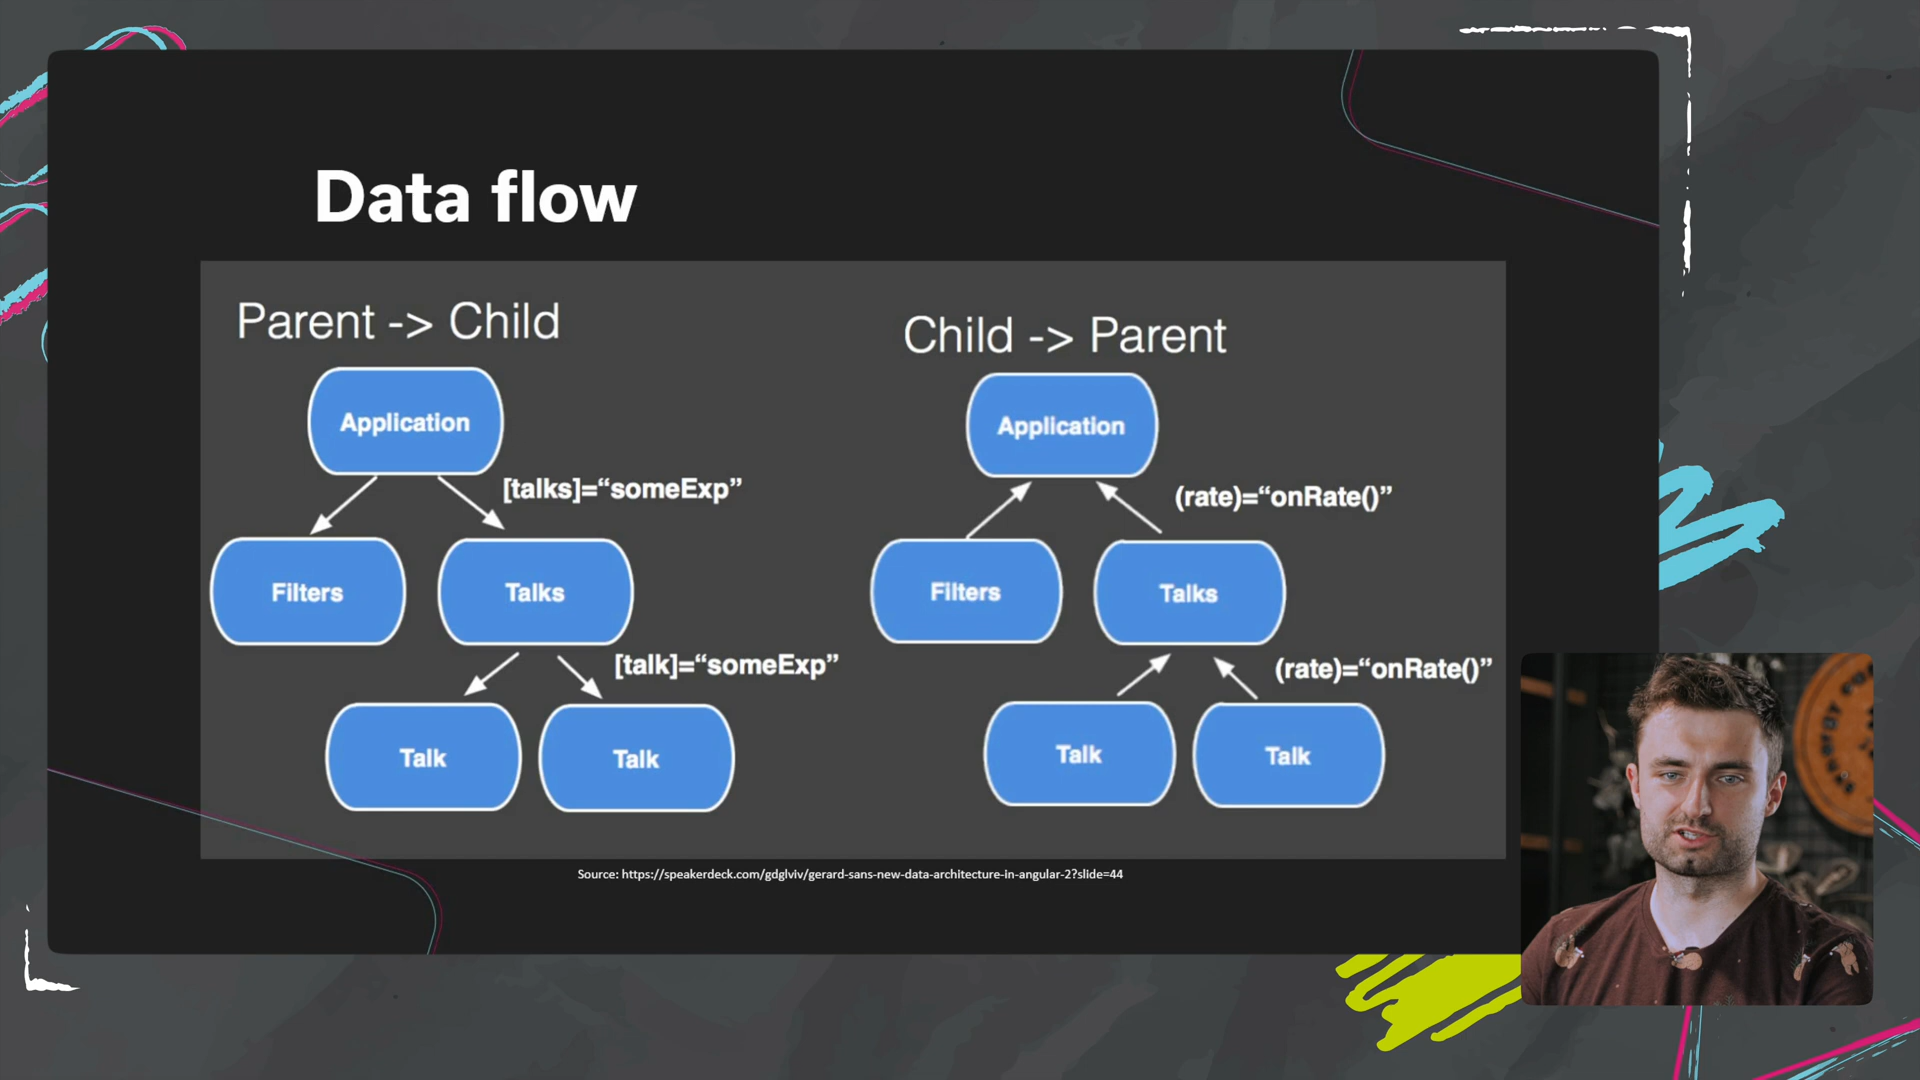 Data flow
Parent -> Child
Application
[talks]=“someExp”
Filters
Talks
[talk]=“someExp”
Talk
Talk
Child -> Parent
Application
(rate)=“onRate()”
Filters
Talks
(rate)=“onRate()”
Talk
Talk
Source: https://speakerdeck.com/gdglviv/gerard-sans-new-data-architecture-in-angular-2?slide=44